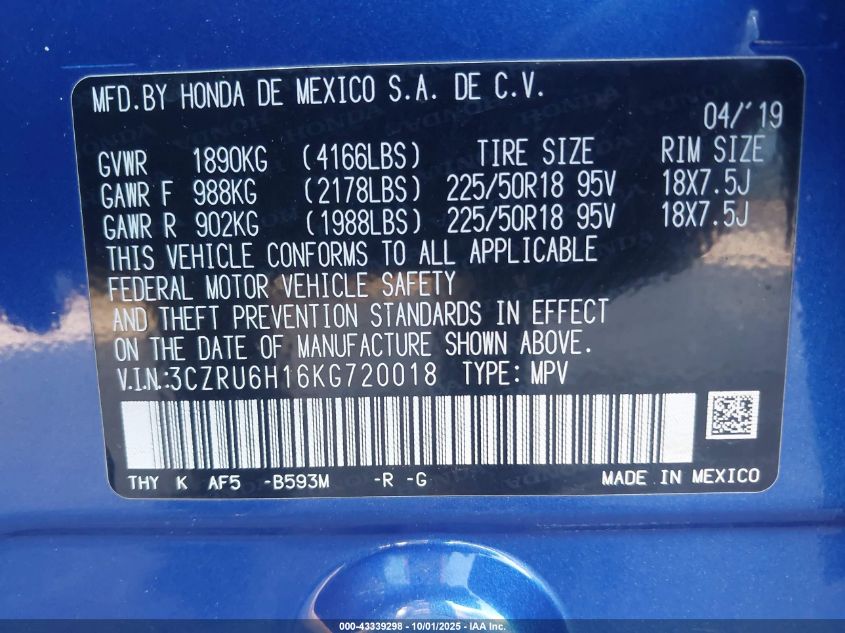 MFD.BY HONDA DE MEXICO S.A. DE C.V.
04/'19
GVWR 1890KG (4166LBS) TIRE SIZE RIM SIZE
GAWR F 988KG (2178LBS) 225/50R18 95V 18X7.5J
GAWR R 902KG (1988LBS) 225/50R18 95V 18X7.5J
THIS VEHICLE CONFORMS TO ALL APPLICABLE
FEDERAL MOTOR VEHICLE SAFETY
AND THEFT PREVENTION STANDARDS IN EFFECT
ON THE DATE OF MANUFACTURE SHOWN ABOVE.
V.I.N.:3CZRU6H16KG720018 TYPE: MPV
THY K AF5 -B593M -R -G MADE IN MEXICO
000-43339298 - 10/01/2025 - IAA Inc.